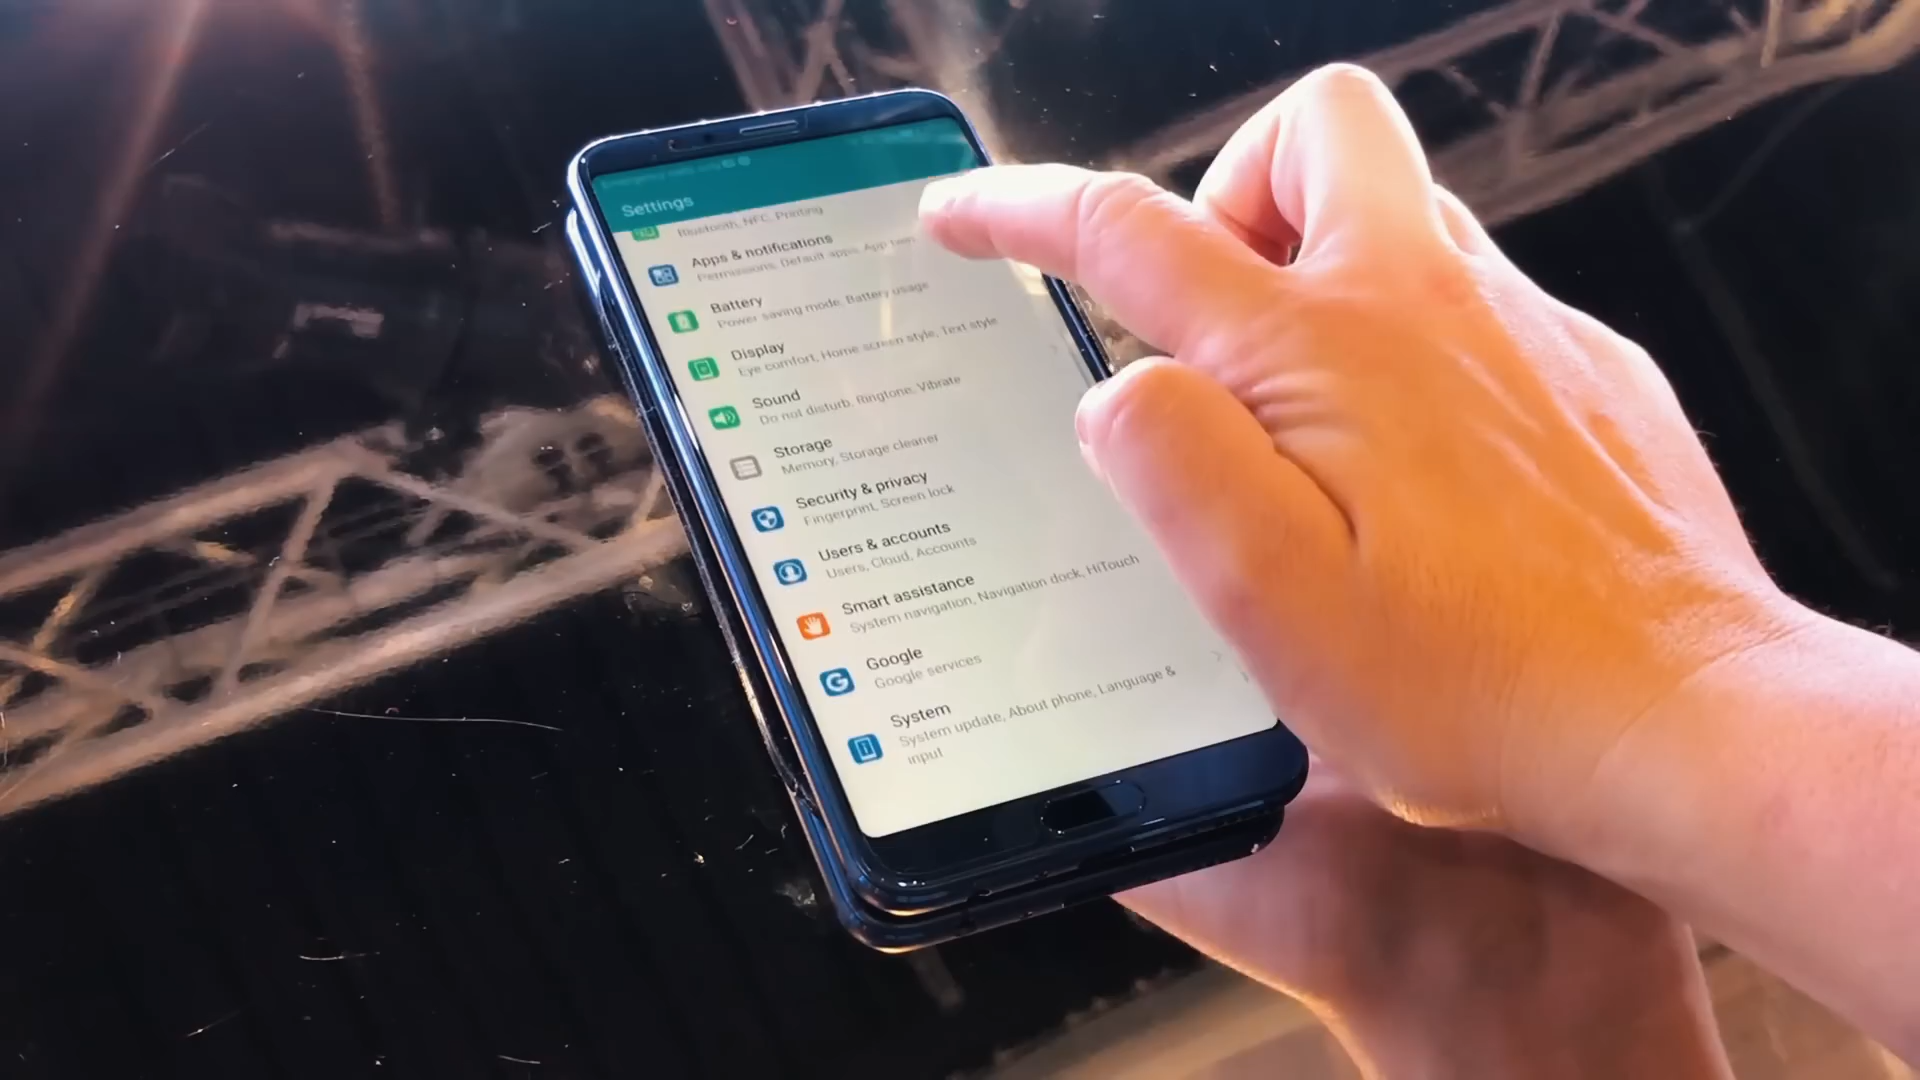 Settings
Bluetooth, NFC, Printing
Apps & notifications
Permissions, Default apps, App twin
Battery
Power saving mode, Battery usage
Display
Eye comfort, Home screen style, Text style
Sound
Do not disturb, Ringtone, Vibrate
Storage
Memory, Storage cleaner
Security & privacy
Fingerprint, Screen lock
Users & accounts
Users, Cloud, Accounts
Smart assistance
System navigation, Navigation dock, HiTouch
Google
Google services
System
System update, About phone, Language &
input